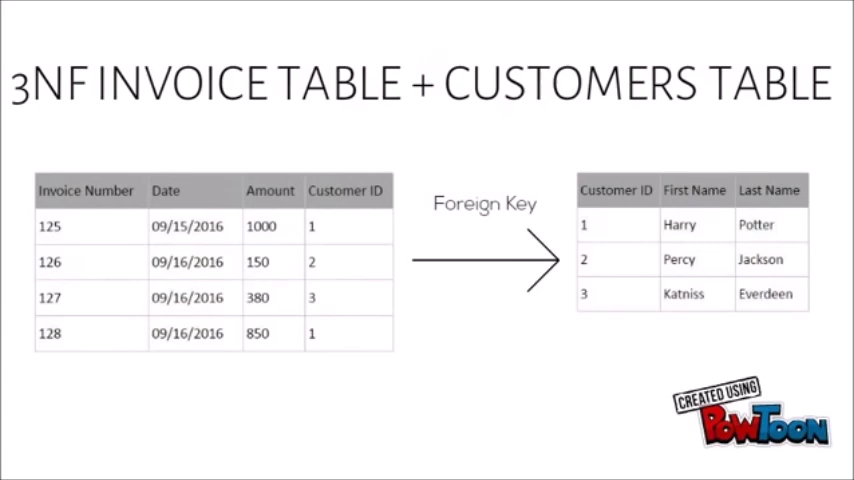 3NF INVOICE TABLE + CUSTOMERS TABLE
Invoice Number Date Amount Customer ID
125 09/15/2016 1000 1
126 09/16/2016 150 2
127 09/16/2016 380 3
128 09/16/2016 850 1
Foreign Key
Customer ID First Name Last Name
1 Harry Potter
2 Percy Jackson
3 Katniss Everdeen
CREATED USING
POWTOON